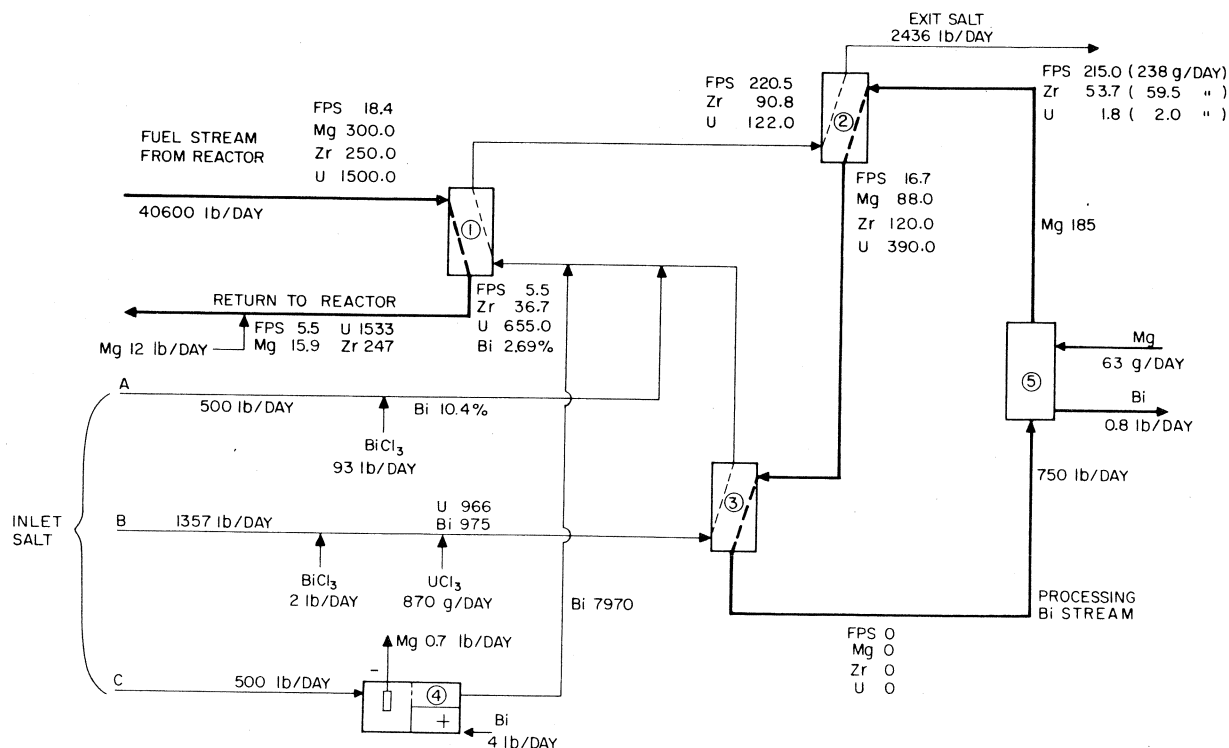 EXIT SALT
2436 lb/DAY
FPS 215.0 (238 g/DAY)
Zr 53.7 ( 59.5 " )
U 1.8 ( 2.0 " )
FPS 220.5
Zr 90.8
U 122.0
②
FPS 18.4
Mg 300.0
Zr 250.0
U 1500.0
FUEL STREAM
FROM REACTOR
40600 lb/DAY
①
FPS 16.7
Mg 88.0
Zr 120.0
U 390.0
Mg 185
RETURN TO REACTOR
FPS 5.5 U 1533
Mg 15.9 Zr 247
Mg 12 lb/DAY
FPS 5.5
Zr 36.7
U 655.0
Bi 2.69%
Mg
63 g/DAY
⑤
Bi
0.8 lb/DAY
A
500 lb/DAY
Bi 10.4%
BiCl₃
93 lb/DAY
750 lb/DAY
③
INLET
SALT
B
1357 lb/DAY
U 966
Bi 975
BiCl₃
2 lb/DAY
UCl₃
870 g/DAY
Bi 7970
PROCESSING
Bi STREAM
FPS 0
Mg 0
Zr 0
U 0
Mg 0.7 lb/DAY
C
500 lb/DAY
−
④
+
Bi
4 lb/DAY